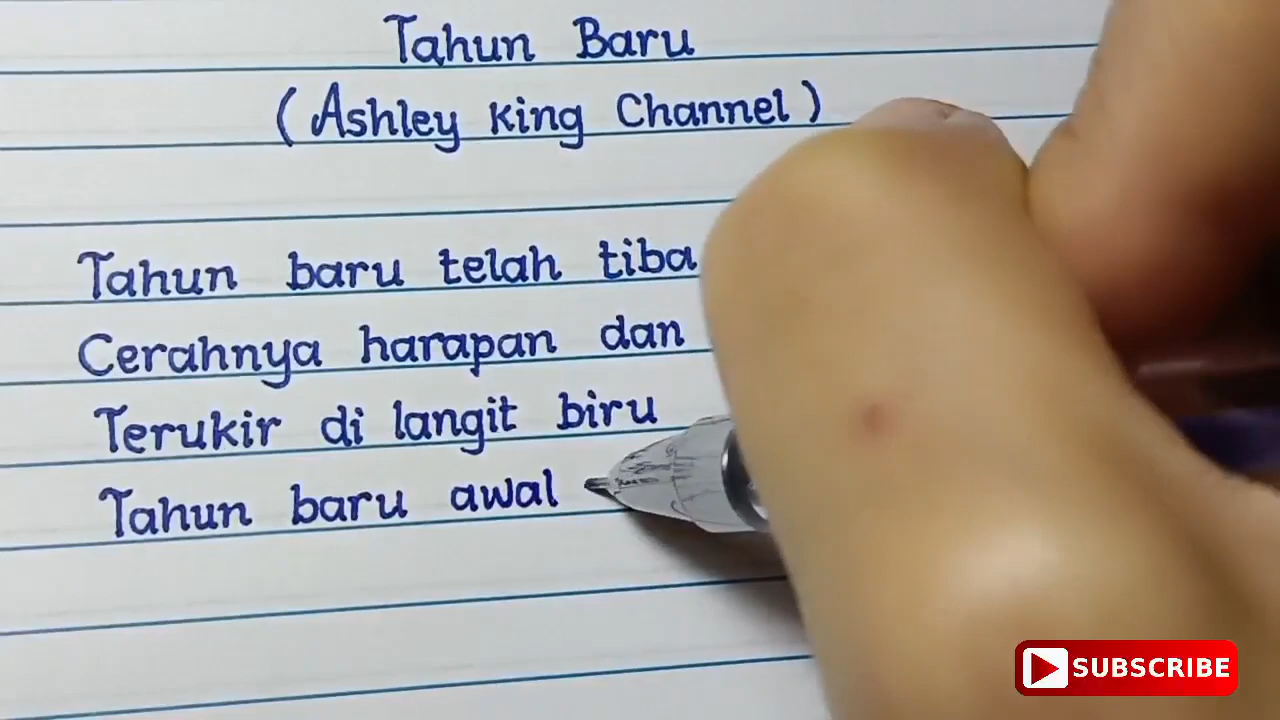 Tahun Baru
(Ashley king Channel)
Tahun baru telah tiba
Cerahnya harapan dan
Terukir di langit biru
Tahun baru awal
SUBSCRIBE